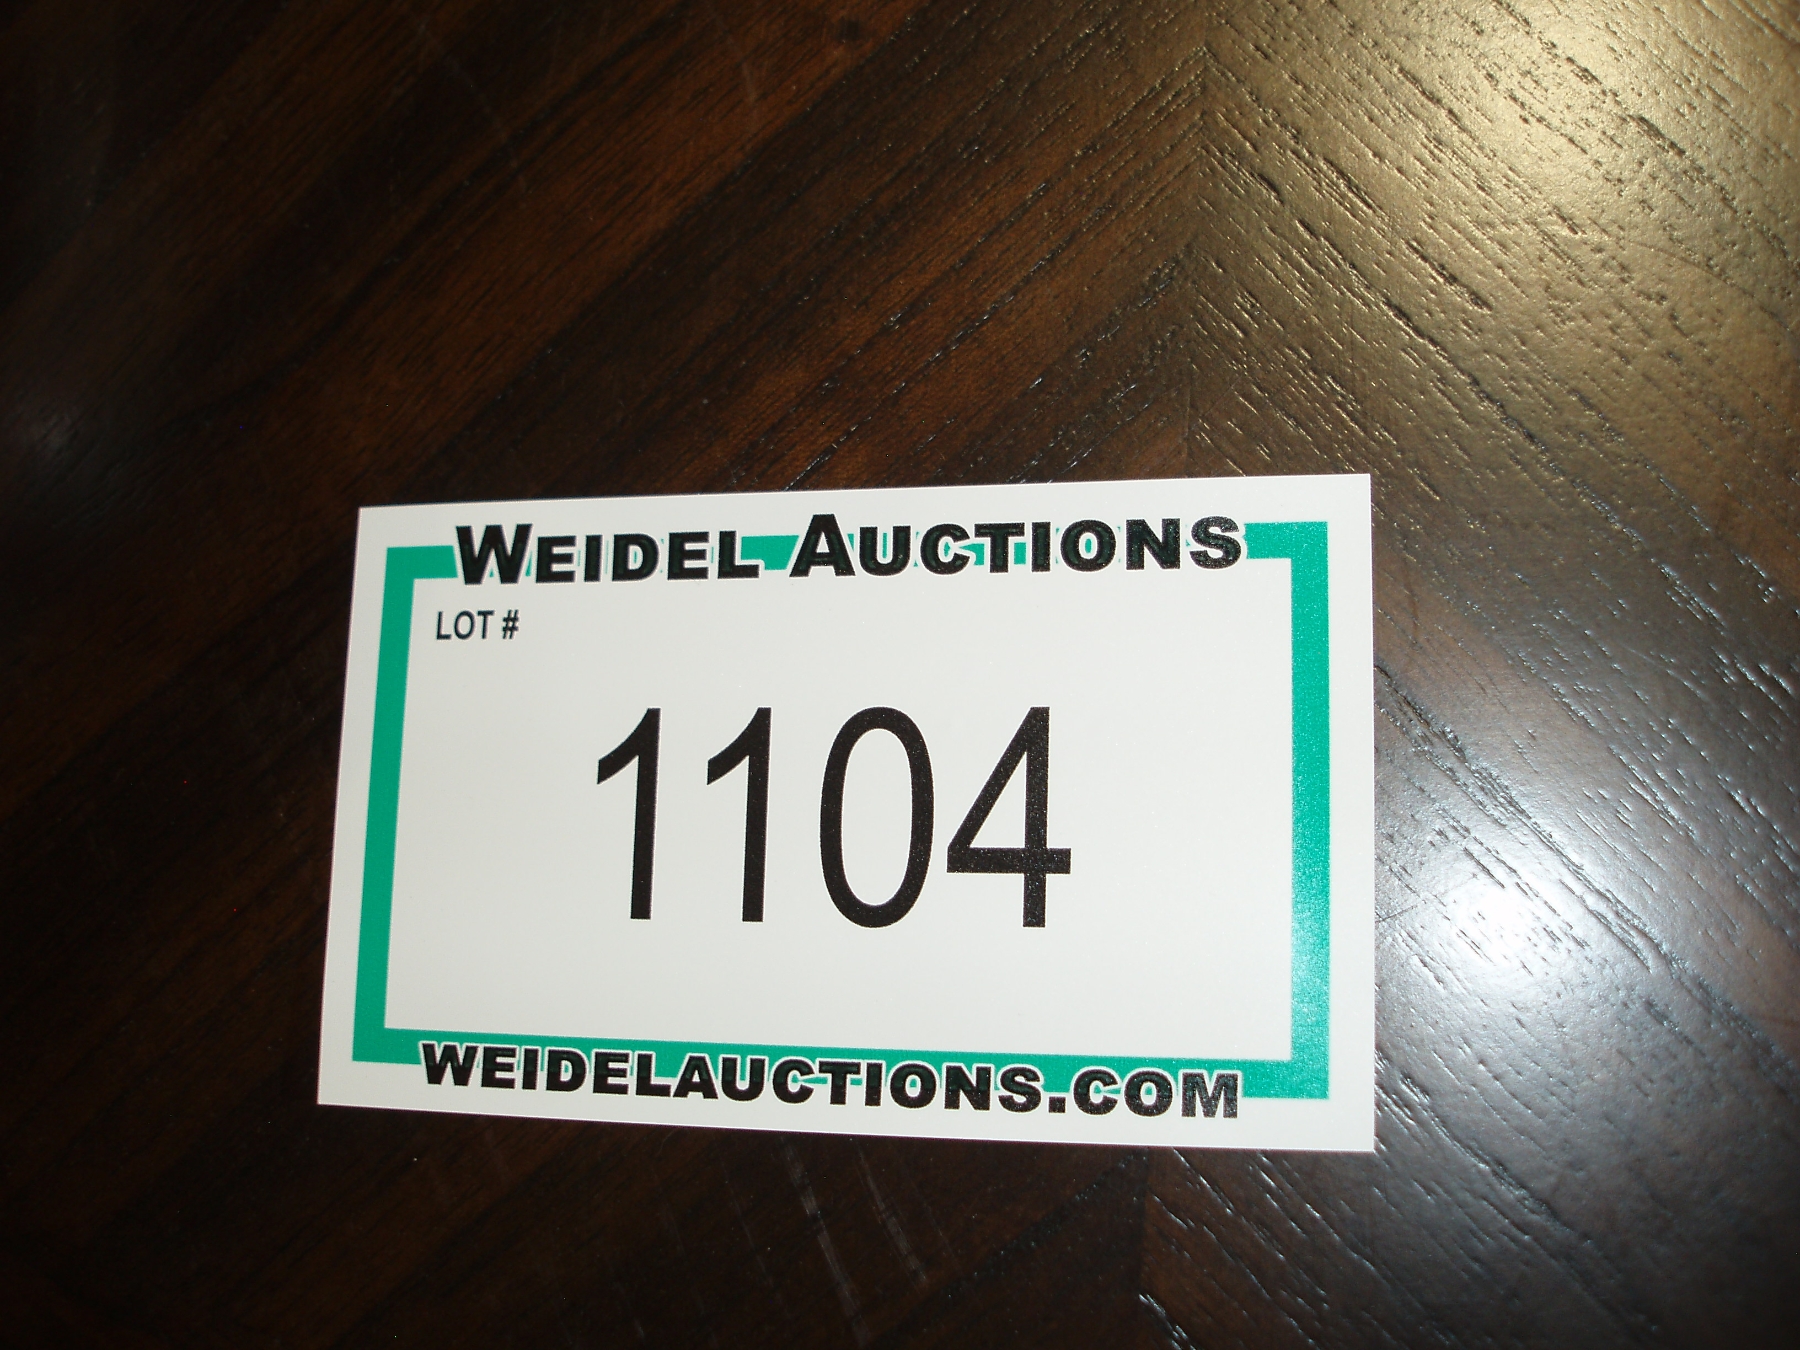 WEIDEL AUCTIONS
LOT #
1104
WEIDELAUCTIONS.COM